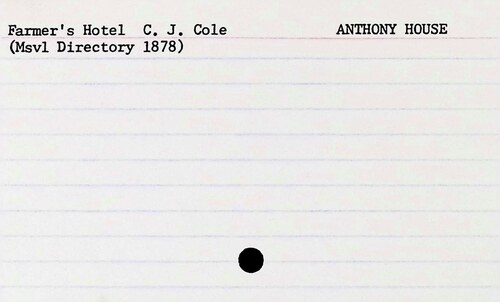 Farmer's Hotel C. J. Cole ANTHONY HOUSE
(Msvl Directory 1878)